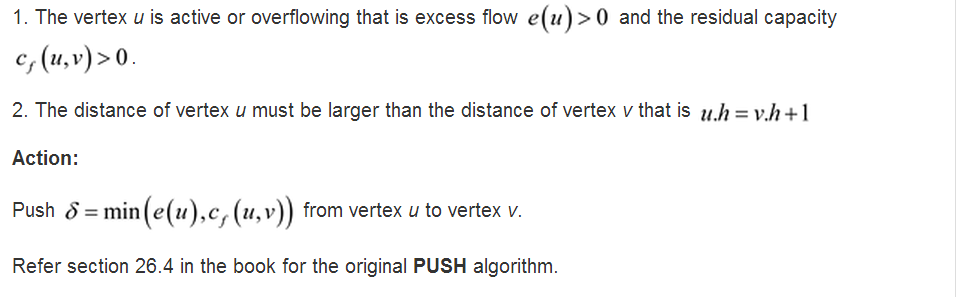 1. The vertex u is active or overflowing that is excess flow e(u)>0 and the residual capacity
c_f(u,v)>0.
2. The distance of vertex u must be larger than the distance of vertex v that is u.h = v.h+1
Action:
Push δ = min(e(u),c_f(u,v)) from vertex u to vertex v.
Refer section 26.4 in the book for the original PUSH algorithm.